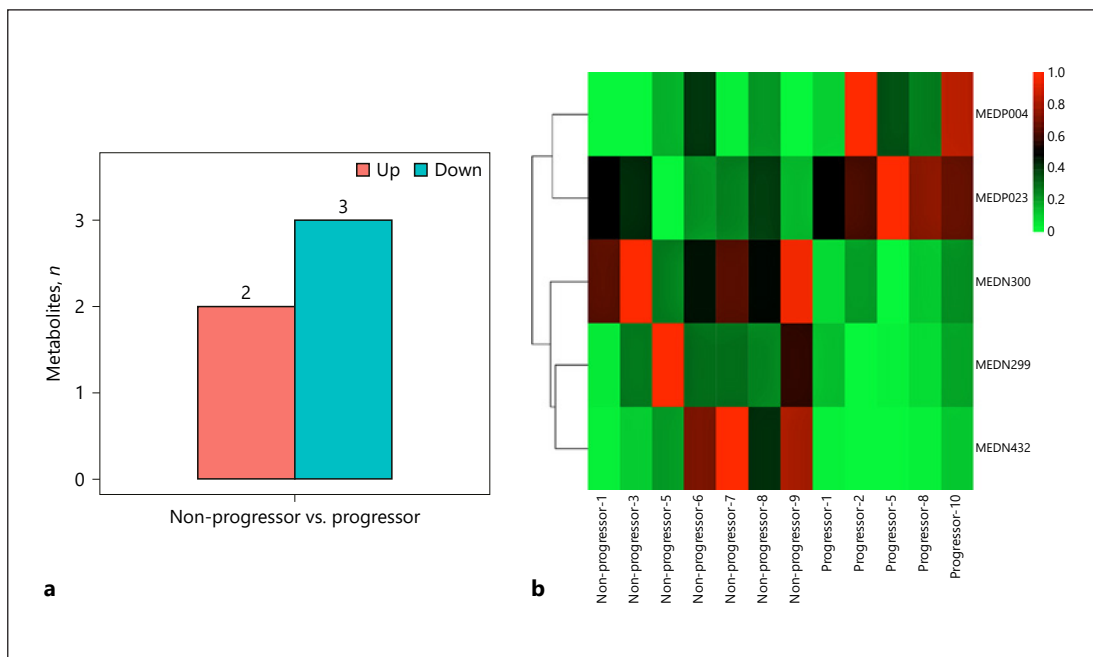 Up Down
3
2
3
2
1
0
Metabolites, n
Non-progressor vs. progressor
a
1.0
0.8
0.6
0.4
0.2
0
MEDP004
MEDP023
MEDN300
MEDN299
MEDN432
Non-progressor-1
Non-progressor-3
Non-progressor-5
Non-progressor-6
Non-progressor-7
Non-progressor-8
Non-progressor-9
Progressor-1
Progressor-2
Progressor-5
Progressor-8
Progressor-10
b